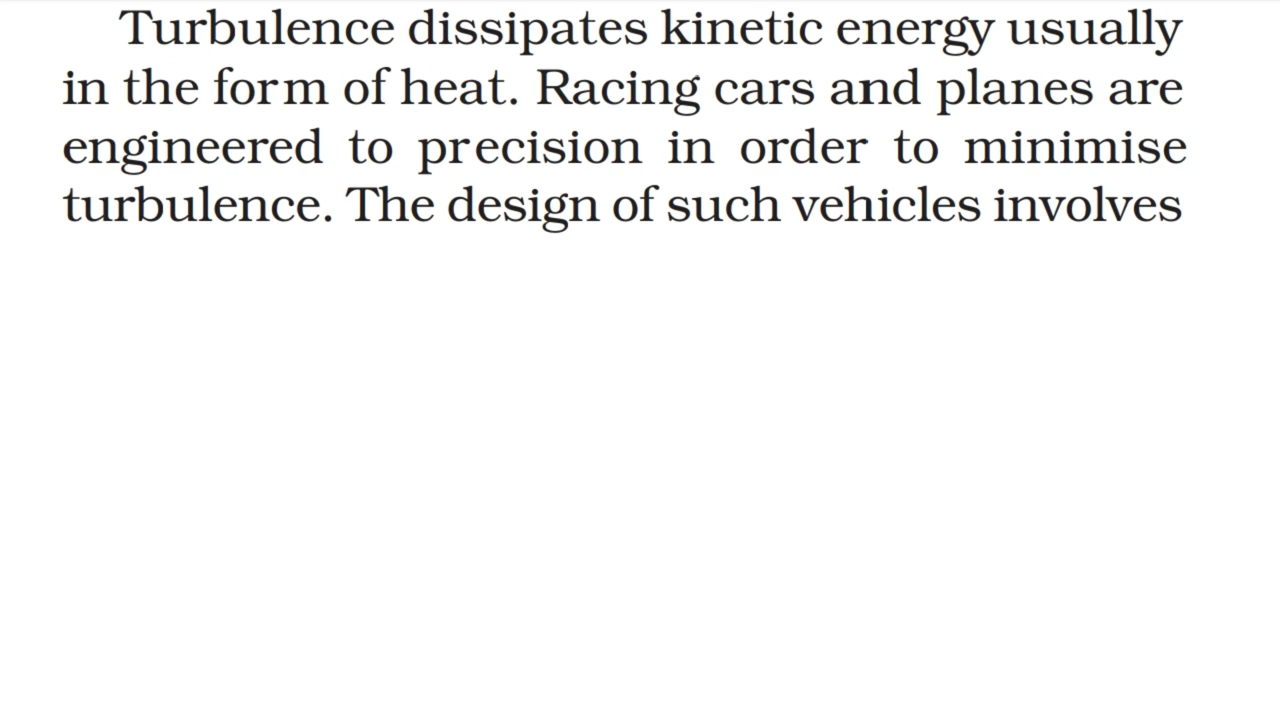 Turbulence dissipates kinetic energy usually
in the form of heat. Racing cars and planes are
engineered to precision in order to minimise
turbulence. The design of such vehicles involves